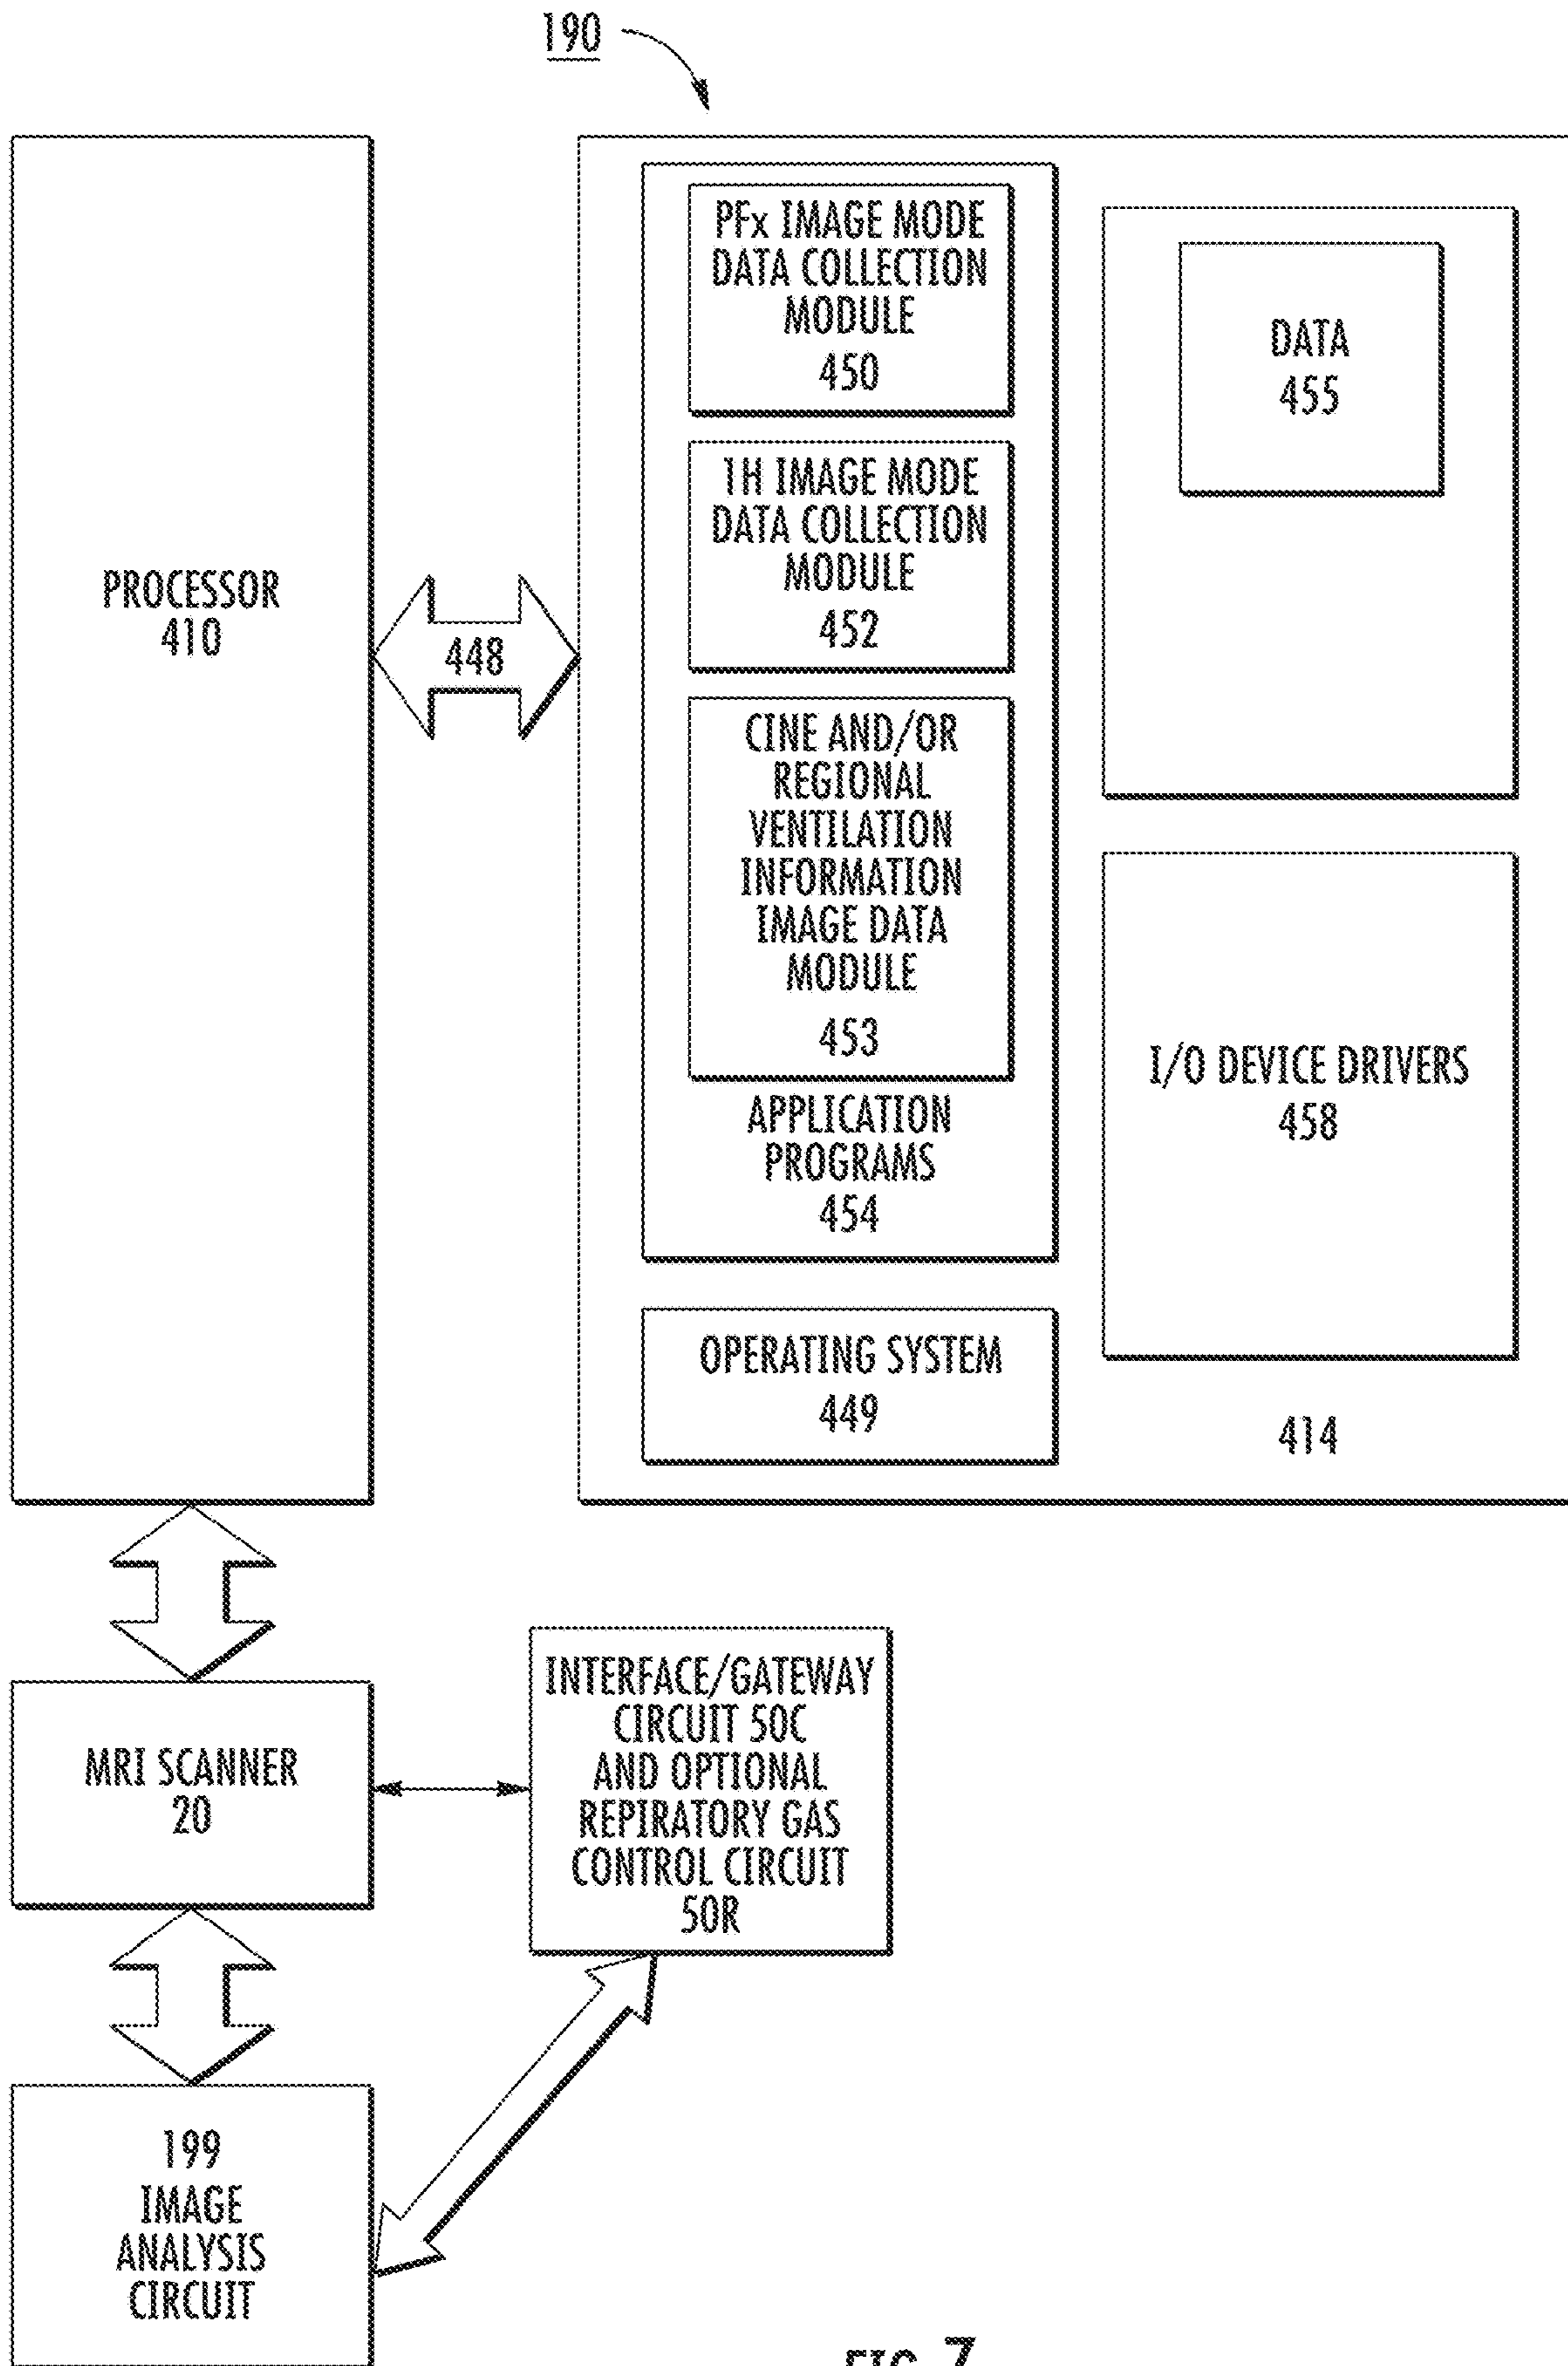 190
PROCESSOR
410
448
PFx IMAGE MODE
DATA COLLECTION
MODULE
450
1H IMAGE MODE
DATA COLLECTION
MODULE
452
CINE AND/OR
REGIONAL
VENTILATION
INFORMATION
IMAGE DATA
MODULE
453
APPLICATION
PROGRAMS
454
OPERATING SYSTEM
449
DATA
455
I/O DEVICE DRIVERS
458
414
MRI SCANNER
20
INTERFACE/GATEWAY
CIRCUIT 50C
AND OPTIONAL
REPIRATORY GAS
CONTROL CIRCUIT
50R
199
IMAGE
ANALYSIS
CIRCUIT
FIG. 7